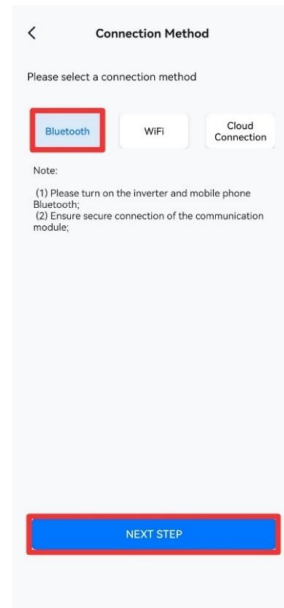 Connection Method
Please select a connection method
Bluetooth
WiFi
Cloud
Connection
Note:
(1) Please turn on the inverter and mobile phone
Bluetooth;
(2) Ensure secure connection of the communication
module;
NEXT STEP